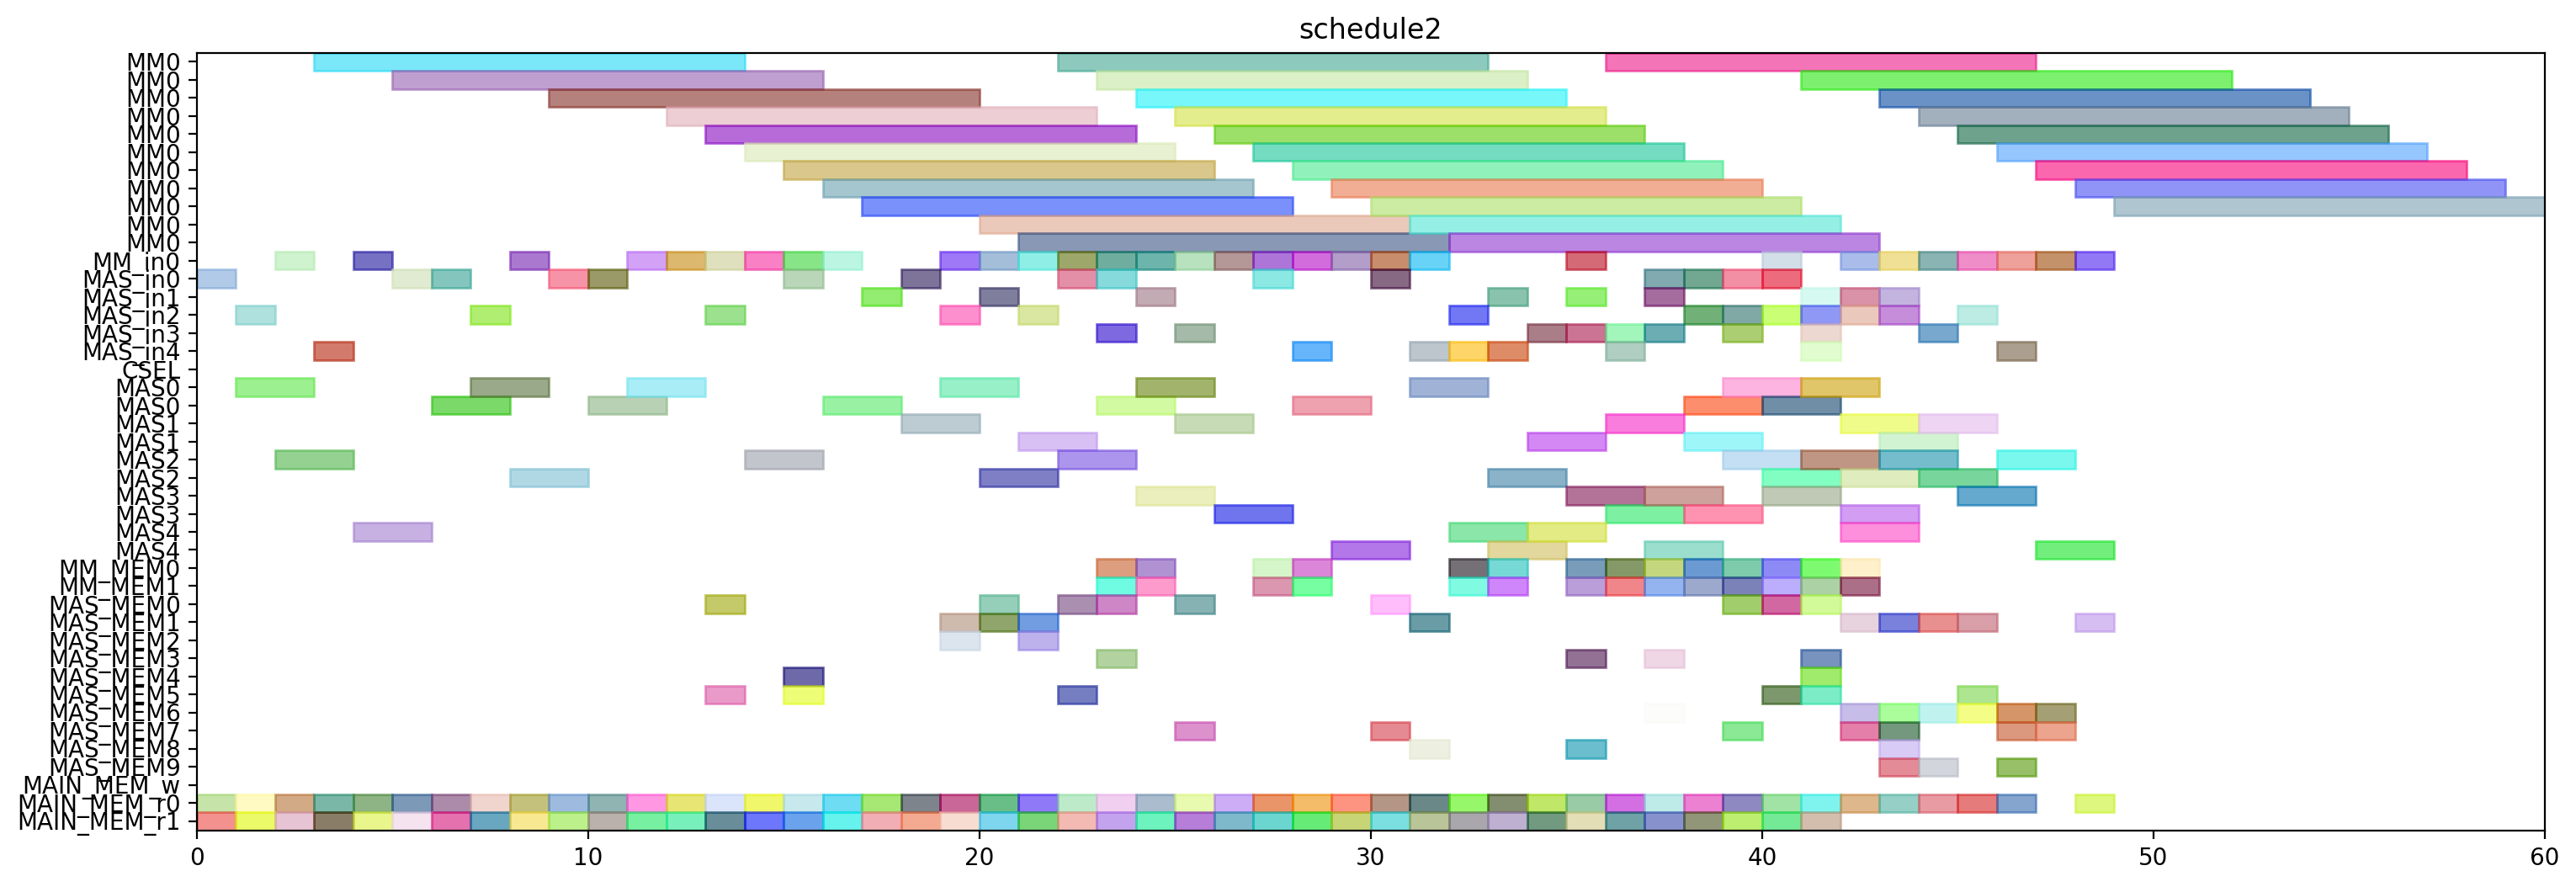 schedule2
MM0
MM0
MM0
MM0
MM0
MM0
MM0
MM0
MM0
MM0
MM0
MM_in0
MAS_in0
MAS_in1
MAS_in2
MAS_in3
MAS_in4
CSEL
MAS0
MAS0
MAS1
MAS1
MAS2
MAS2
MAS3
MAS3
MAS4
MAS4
MM_MEM0
MM_MEM1
MAS_MEM0
MAS_MEM1
MAS_MEM2
MAS_MEM3
MAS_MEM4
MAS_MEM5
MAS_MEM6
MAS_MEM7
MAS_MEM8
MAS_MEM9
MAIN_MEM_w
MAIN_MEM_r0
MAIN_MEM_r1
0 10 20 30 40 50 60